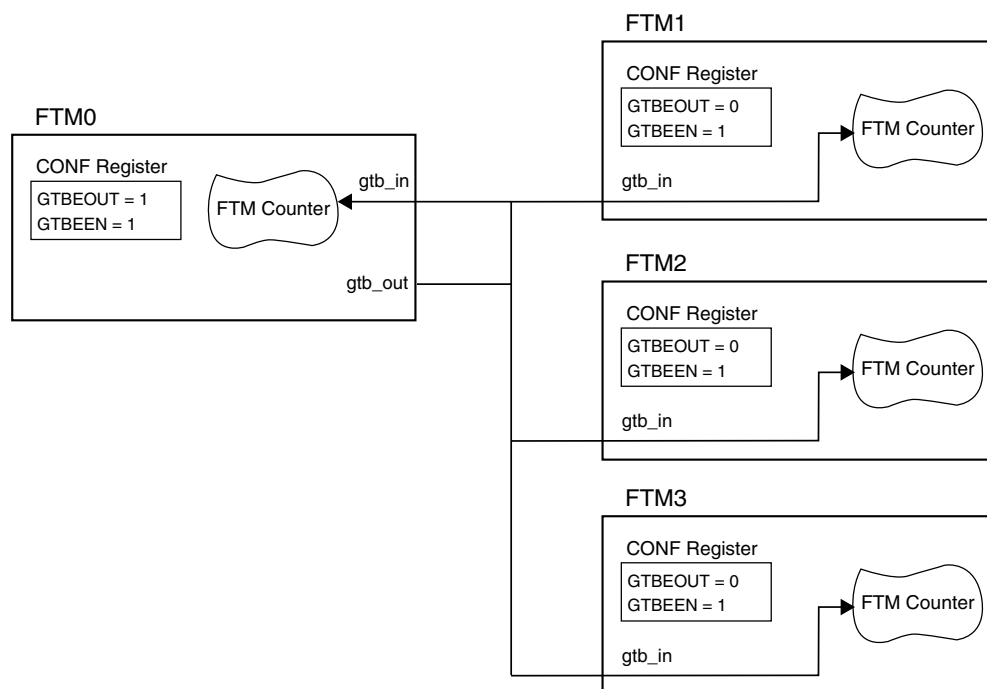 FTM0
CONF Register
GTBEOUT = 1
GTBEEN = 1
FTM Counter
gtb_in
gtb_out
FTM1
CONF Register
GTBEOUT = 0
GTBEEN = 1
FTM Counter
gtb_in
FTM2
CONF Register
GTBEOUT = 0
GTBEEN = 1
FTM Counter
gtb_in
FTM3
CONF Register
GTBEOUT = 0
GTBEEN = 1
FTM Counter
gtb_in